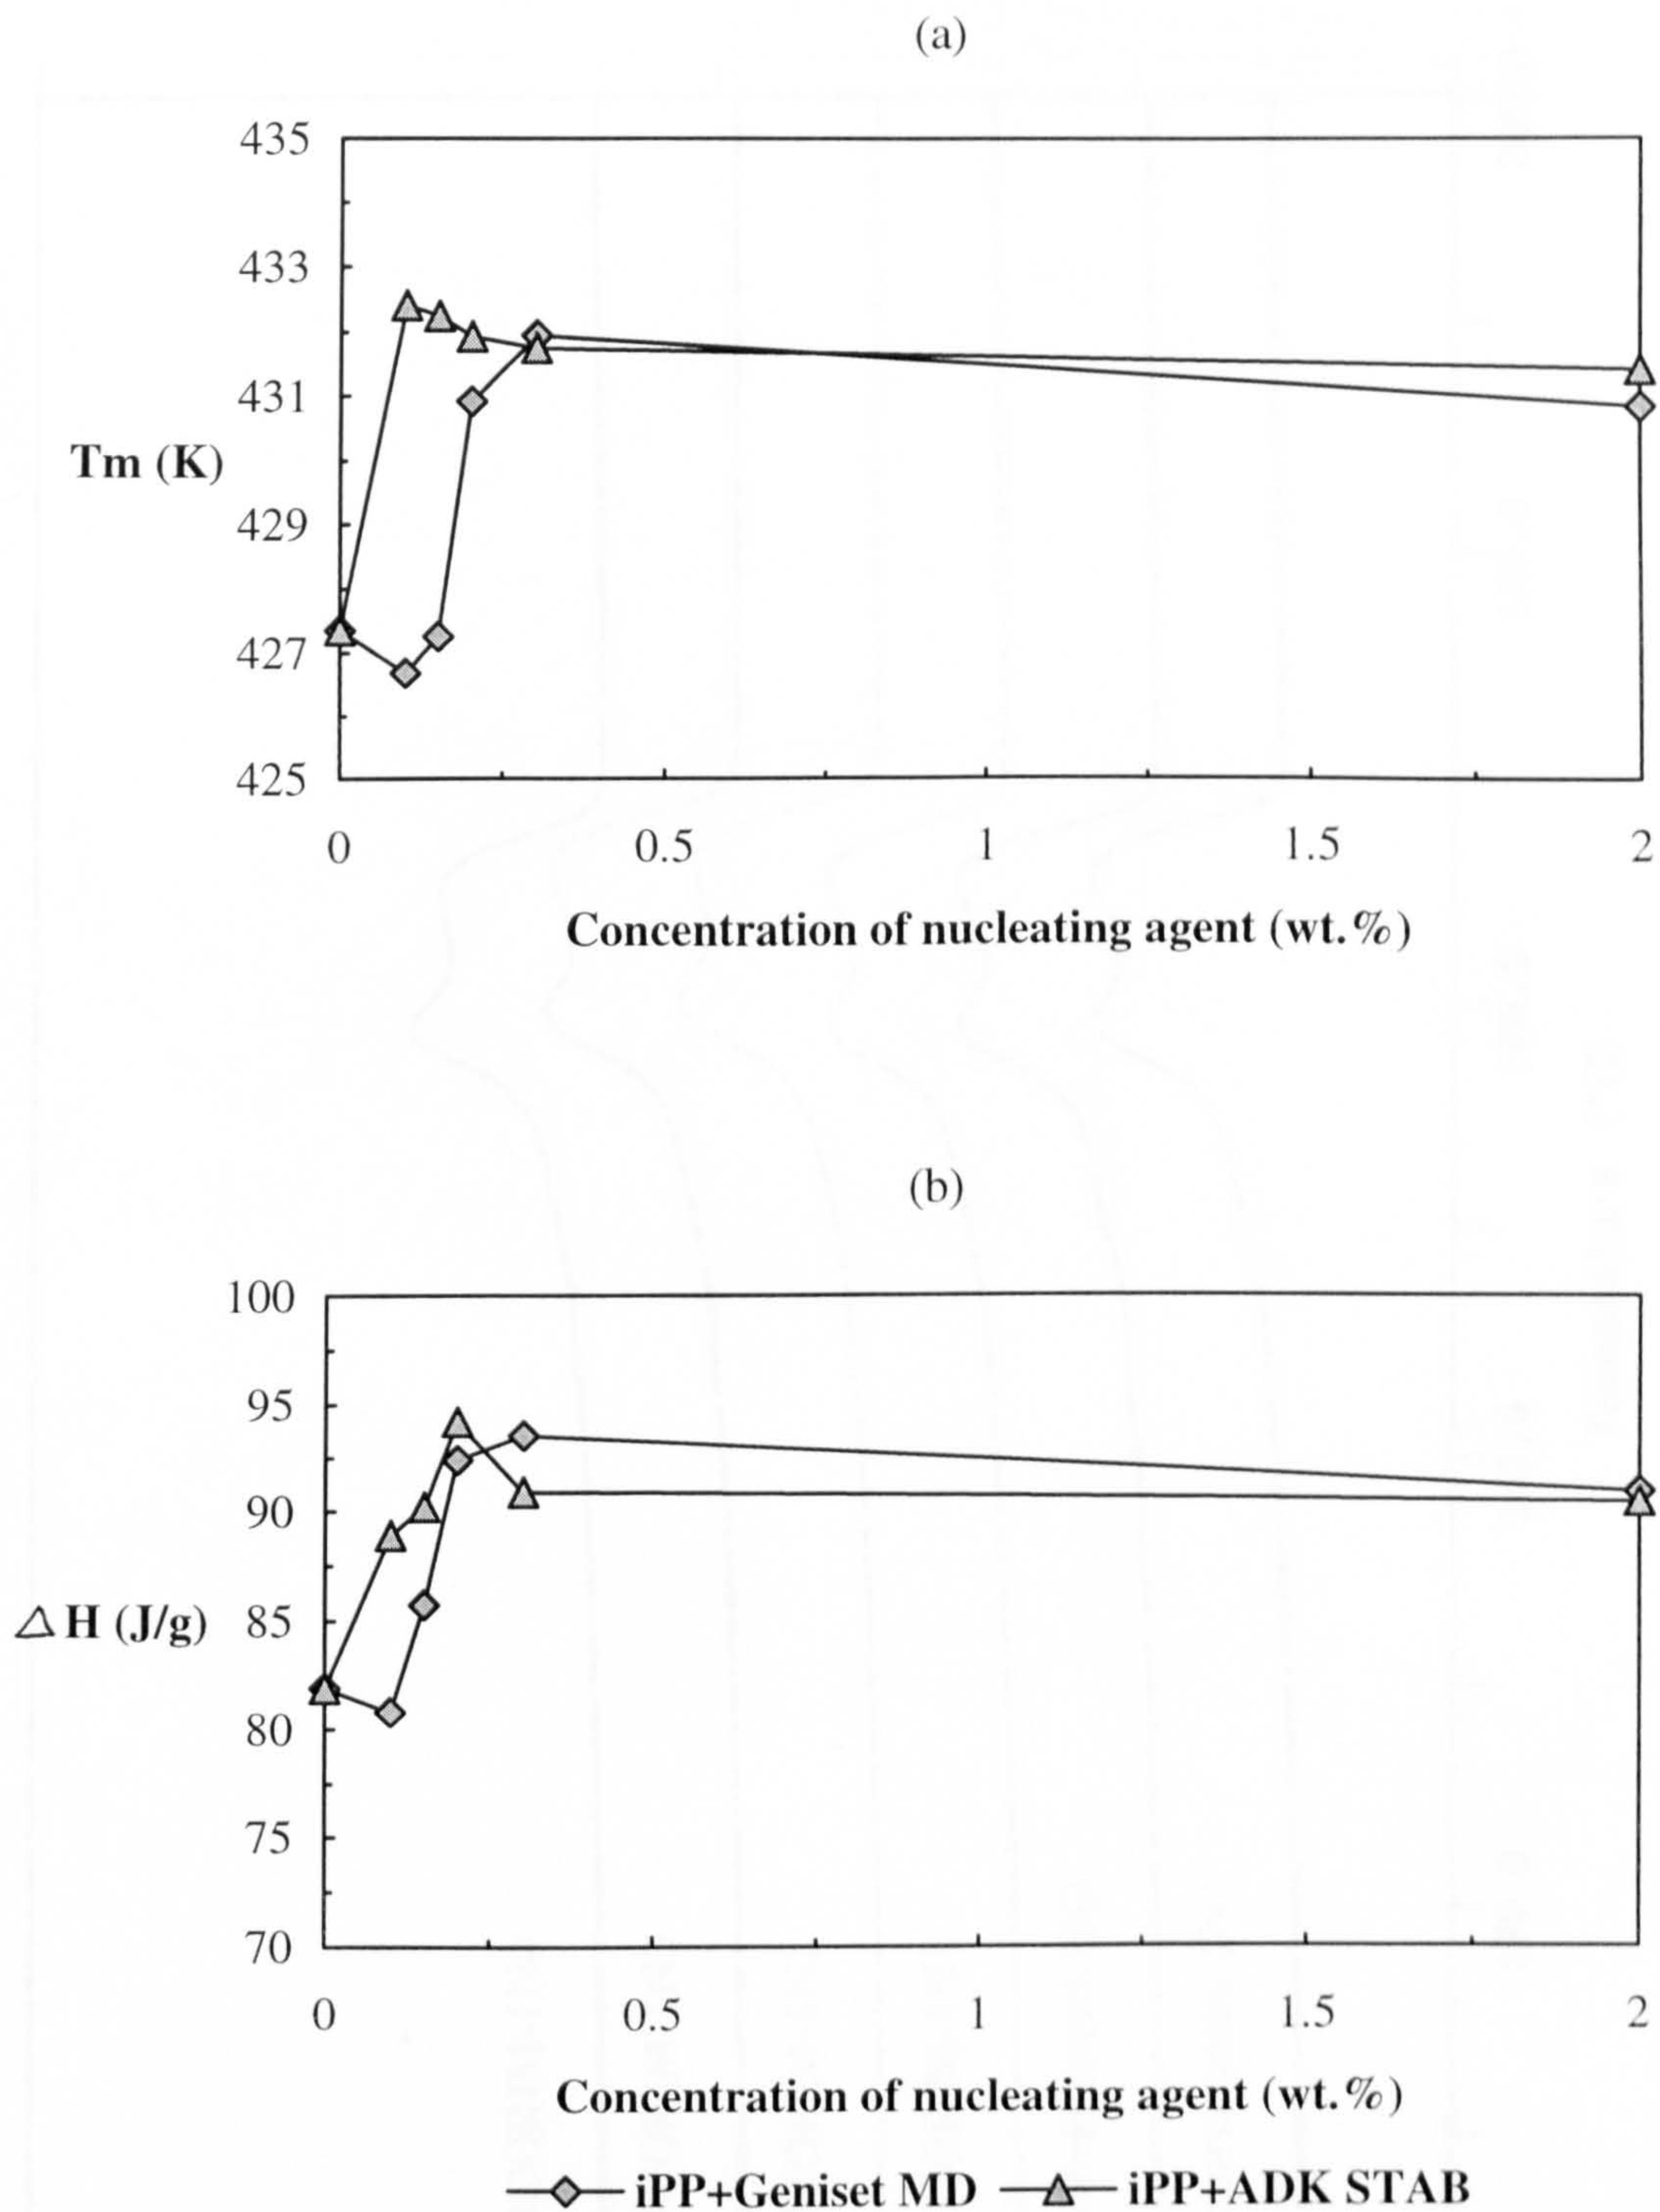 (a)
435
433
431
Tm (K)
429
427
425
0 0.5 1 1.5 2
Concentration of nucleating agent (wt.%)
(b)
100
95
90
△ H (J/g) 85
80
75
70
0 0.5 1 1.5 2
Concentration of nucleating agent (wt.%)
iPP+Geniset MD iPP+ADK STAB